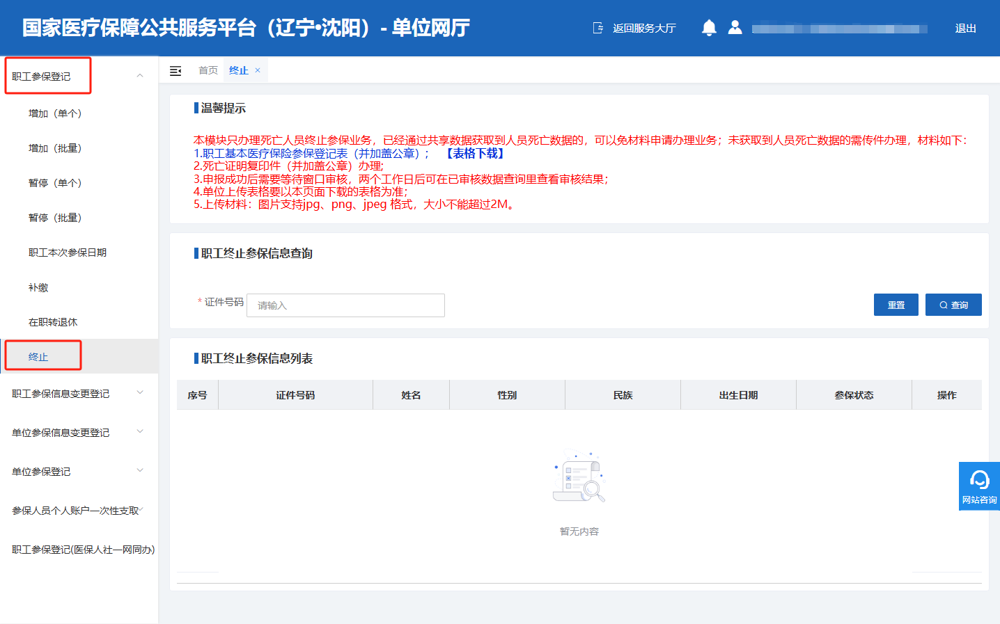 国家医疗保障公共服务平台（辽宁•沈阳）- 单位网厅
返回服务大厅
退出
职工参保登记
增加（单个）
增加（批量）
暂停（单个）
暂停（批量）
职工本次参保日期
补缴
在职转退休
终止
职工参保信息变更登记
单位参保信息变更登记
单位参保登记
参保人员个人账户一次性支取
职工参保登记(医保人社一网同办)
首页 终止 ×
温馨提示
本模块只办理死亡人员终止参保业务，已经通过共享数据获取到人员死亡数据的，可以免材料申请办理业务；未获取到人员死亡数据的需传件办理，材料如下：
1.职工基本医疗保险参保登记表（并加盖公章）； 【表格下载】
2.死亡证明复印件（并加盖公章）办理;
3.申报成功后需要等待窗口审核，两个工作日后可在已审核数据查询里查看审核结果；
4.单位上传表格要以本页面下载的表格为准；
5.上传材料：图片支持jpg、png、jpeg 格式，大小不能超过2M。
职工终止参保信息查询
* 证件号码 请输入 重置 查询
职工终止参保信息列表
序号 证件号码 姓名 性别 民族 出生日期 参保状态 操作
暂无内容
网站咨询